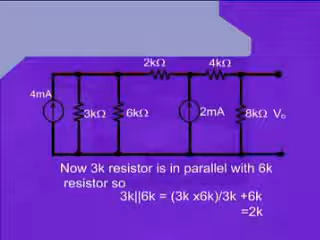 2kΩ 4kΩ
4mA 3kΩ 6kΩ 2mA 8kΩ Vₒ
Now 3k resistor is in parallel with 6k
resistor so
3k||6k = (3k x6k)/3k +6k
=2k